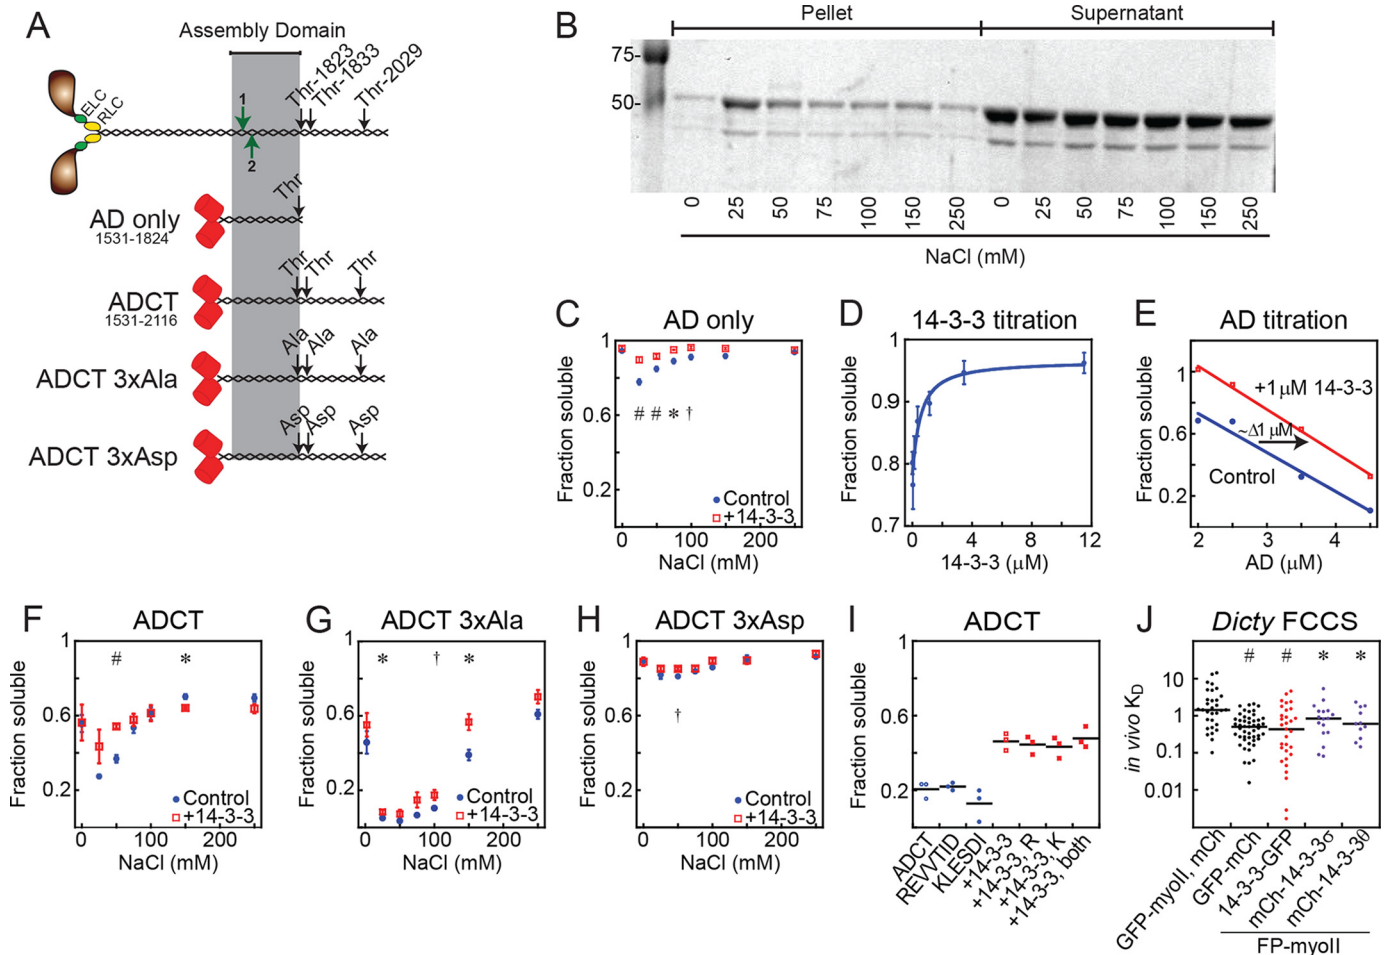 A
Assembly Domain
Thr-1823
Thr-1833
Thr-2029
ELC
RLC
1
2
Thr
AD only
1531-1824
Thr Thr Thr
ADCT
1531-2116
Ala Ala Ala
ADCT 3xAla
Asp Asp Asp
ADCT 3xAsp
B
Pellet Supernatant
75-
50-
0 25 50 75 100 150 250 0 25 50 75 100 150 250
NaCl (mM)
C AD only
Fraction soluble
1
0.6
0.2
# # * †
Control
+14-3-3
0 100 200
NaCl (mM)
D 14-3-3 titration
Fraction soluble
1
0.9
0.8
0.7
0 4 8 12
14-3-3 (μM)
E AD titration
Fraction soluble
1
0.6
0.2
+1 μM 14-3-3
~Δ1 μM
Control
2 3 4
AD (μM)
F ADCT
Fraction soluble
1
0.6
0.2
# *
Control
+14-3-3
0 100 200
NaCl (mM)
G ADCT 3xAla
Fraction soluble
1
0.6
0.2
* † *
Control
+14-3-3
0 100 200
NaCl (mM)
H ADCT 3xAsp
Fraction soluble
1
0.6
0.2
†
Control
+14-3-3
0 100 200
NaCl (mM)
I ADCT
Fraction soluble
1
0.6
0.2
ADCT
REVVTID
KLESDI
+14-3-3
+14-3-3, R
+14-3-3, K
+14-3-3, both
J Dicty FCCS
in vivo KD
10
1
0.1
0.01
# # * *
GFP-myoII, mCh
GFP-mCh
14-3-3-GFP
mCh-14-3-3σ
mCh-14-3-3θ
FP-myoII